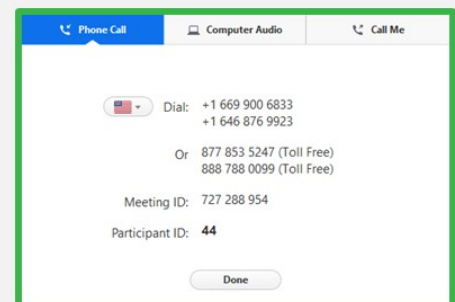 Phone Call Computer Audio Call Me
Dial: +1 669 900 6833
+1 646 876 9923
Or 877 853 5247 (Toll Free)
888 788 0099 (Toll Free)
Meeting ID: 727 288 954
Participant ID: 44
Done